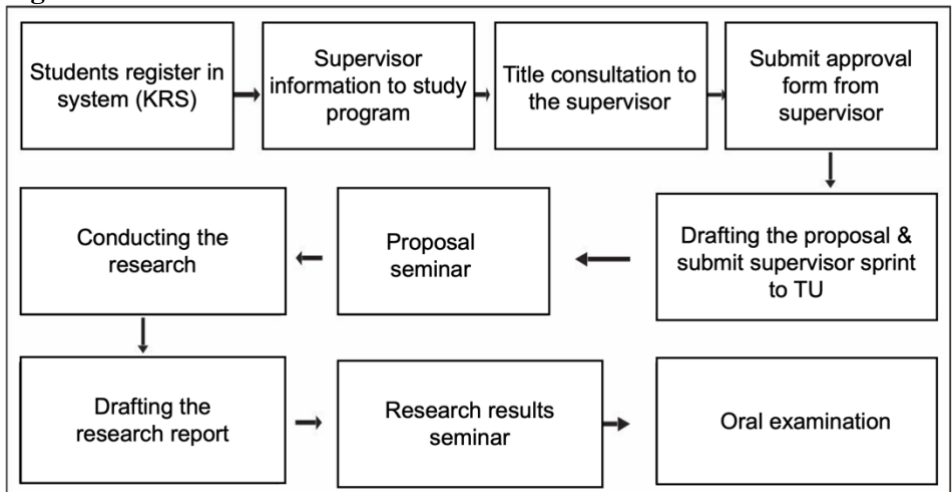 Students register in
system (KRS)
Supervisor
information to study
program
Title consultation to
the supervisor
Submit approval
form from
supervisor
Drafting the proposal &
submit supervisor sprint
to TU
Proposal
seminar
Conducting the
research
Drafting the
research report
Research results
seminar
Oral examination